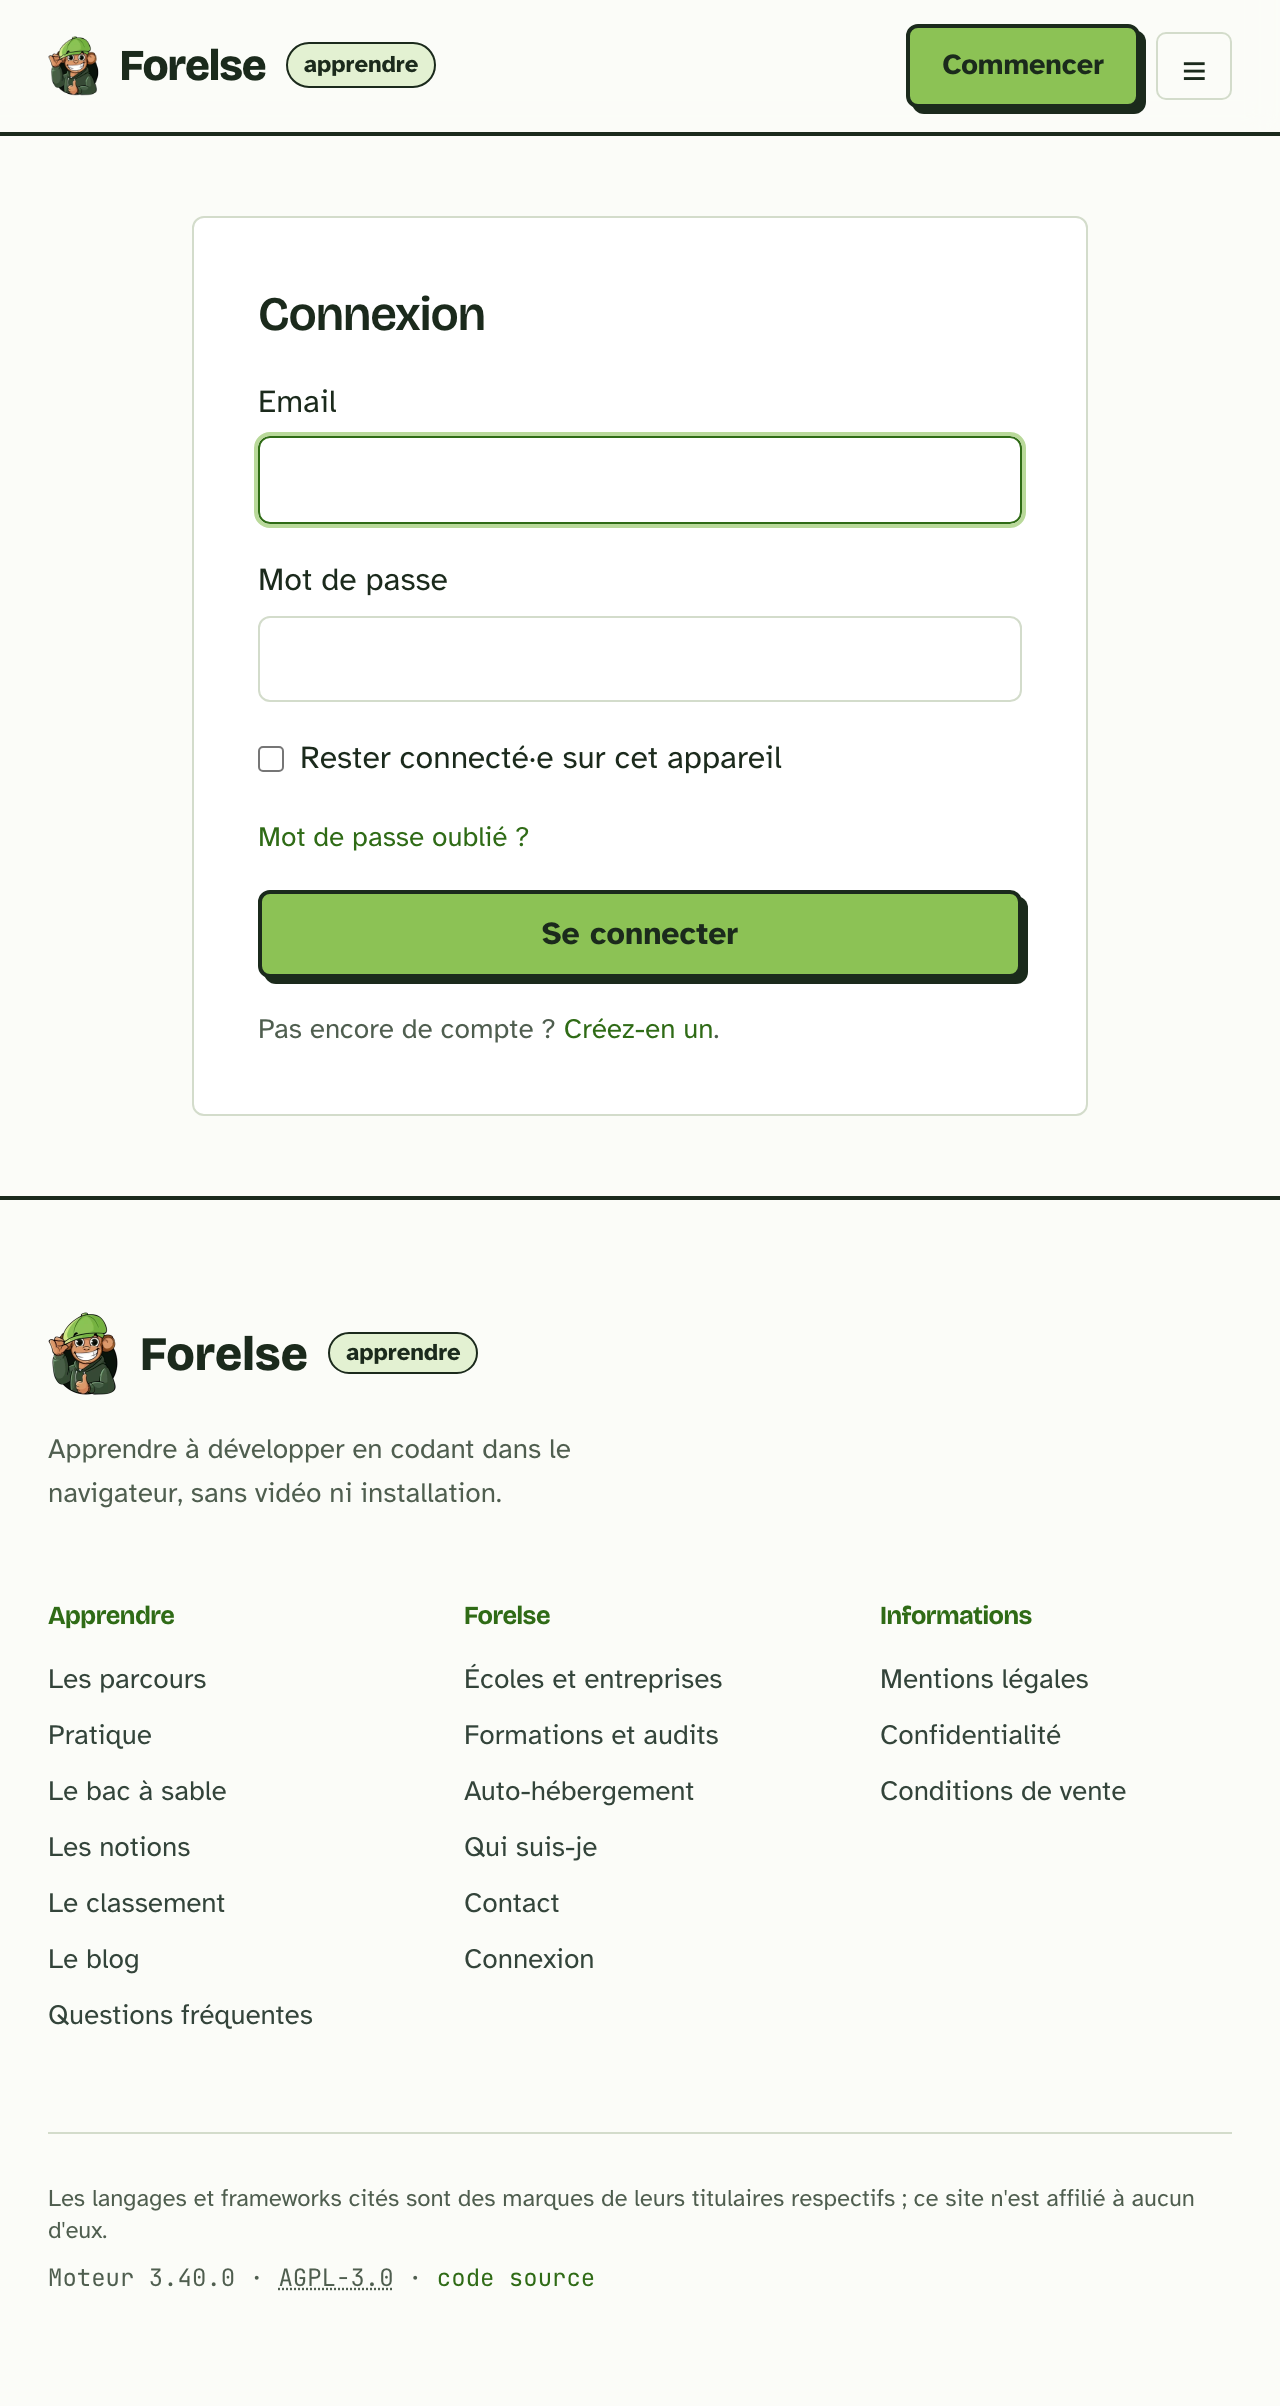 Forelse apprendre
Commencer
Connexion
Email
Mot de passe
Rester connecté·e sur cet appareil
Mot de passe oublié ?
Se connecter
Pas encore de compte ? Créez-en un.
Forelse apprendre
Apprendre à développer en codant dans le
navigateur, sans vidéo ni installation.
Apprendre
Les parcours
Pratique
Le bac à sable
Les notions
Le classement
Le blog
Questions fréquentes
Forelse
Écoles et entreprises
Formations et audits
Auto-hébergement
Qui suis-je
Contact
Connexion
Informations
Mentions légales
Confidentialité
Conditions de vente
Les langages et frameworks cités sont des marques de leurs titulaires respectifs ; ce site n'est affilié à aucun
d'eux.
Moteur 3.40.0 · AGPL-3.0 · code source